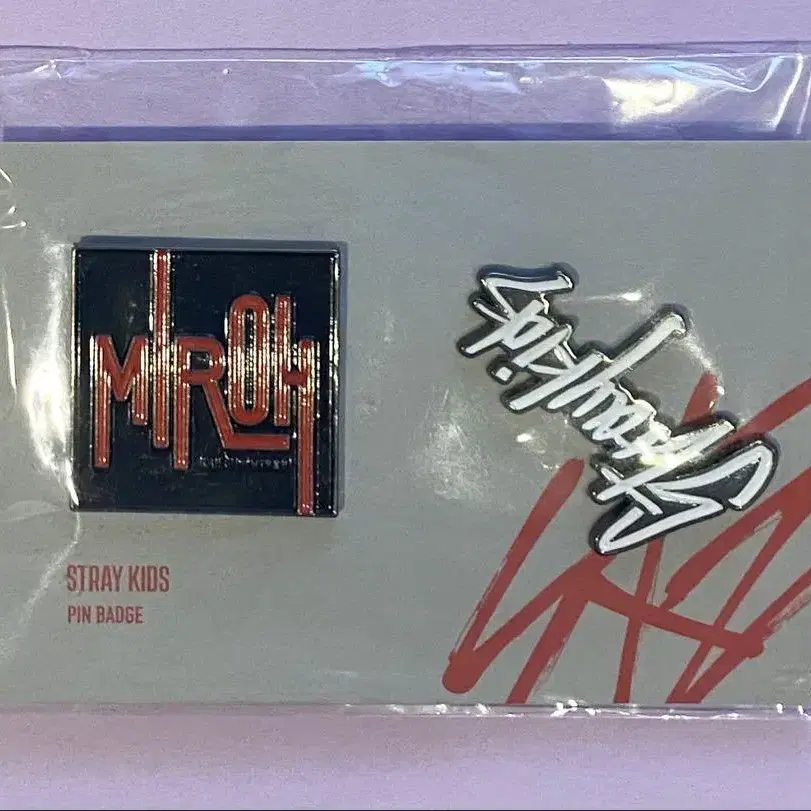 MIROH
Stray Kids
STRAY KIDS
PIN BADGE